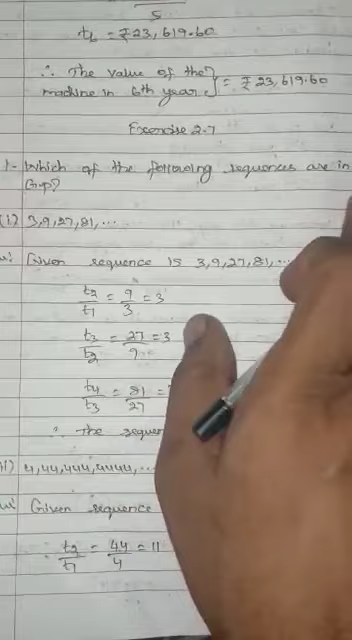 5
t6 = ₹23,619.60
∴ The value of the } = ₹23,619.60
machine in 6th year
Exercise 2.7
1- Which of the following sequences are in
G.P?
(i) 3,9,27,81,...
Given sequence is 3,9,27,81,...
t2/t1 = 9/3 = 3
t3/t2 = 27/9 = 3
t4/t3 = 81/27 =
∴ The sequen
ii) 4,44,444,4444,...
Given sequence
t2/t1 = 44/4 = 11